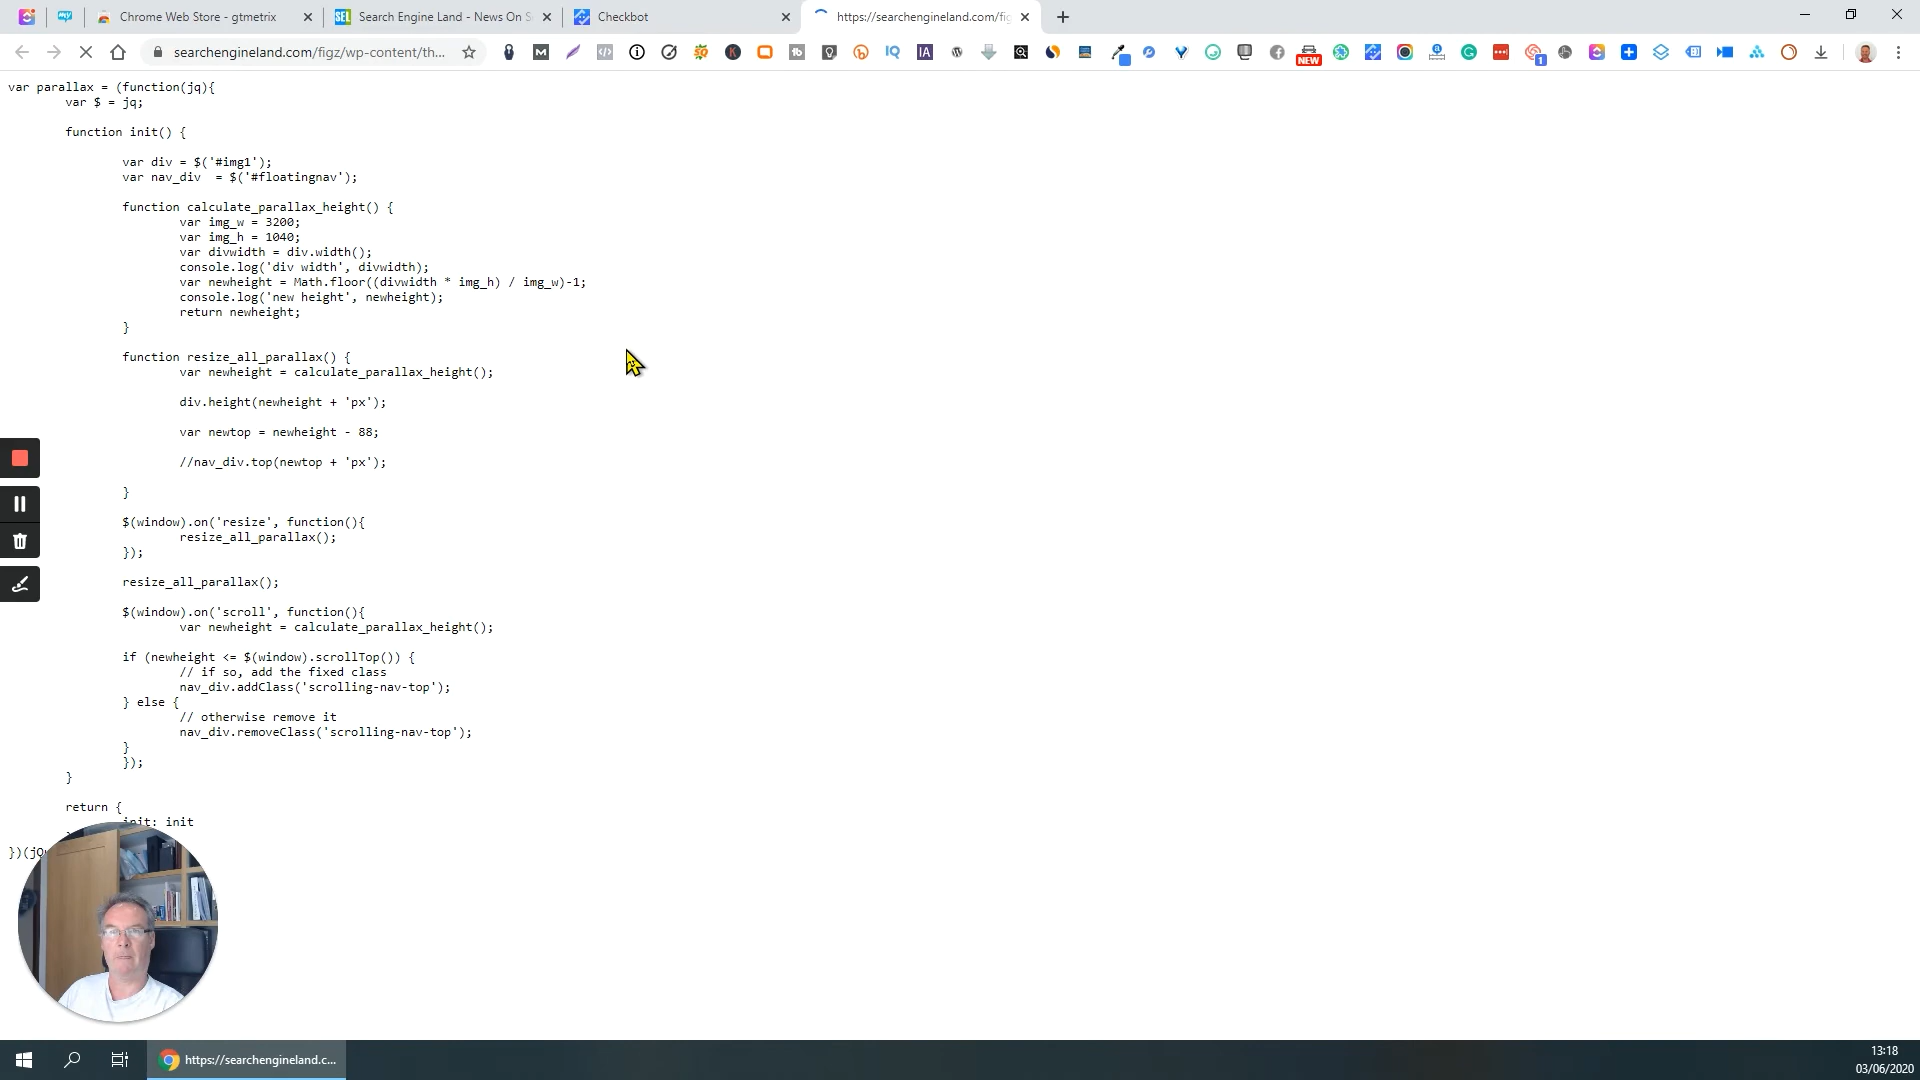 Chrome Web Store - gtmetrix
SEL Search Engine Land - News On S
Checkbot
https://searchengineland.com/fig
searchengineland.com/figz/wp-content/th...
NEW
1
var parallax = (function(jq){
var $ = jq;
function init() {
var div = $('#img1');
var nav_div = $('#floatingnav');
function calculate_parallax_height() {
var img_w = 3200;
var img_h = 1040;
var divwidth = div.width();
console.log('div width', divwidth);
var newheight = Math.floor((divwidth * img_h) / img_w)-1;
console.log('new height', newheight);
return newheight;
}
function resize_all_parallax() {
var newheight = calculate_parallax_height();
div.height(newheight + 'px');
var newtop = newheight - 88;
//nav_div.top(newtop + 'px');
}
$(window).on('resize', function(){
resize_all_parallax();
});
resize_all_parallax();
$(window).on('scroll', function(){
var newheight = calculate_parallax_height();
if (newheight <= $(window).scrollTop()) {
// if so, add the fixed class
nav_div.addClass('scrolling-nav-top');
} else {
// otherwise remove it
nav_div.removeClass('scrolling-nav-top');
}
});
}
return {
init: init
})(jQ
https://searchengineland.c...
13:18
03/06/2020